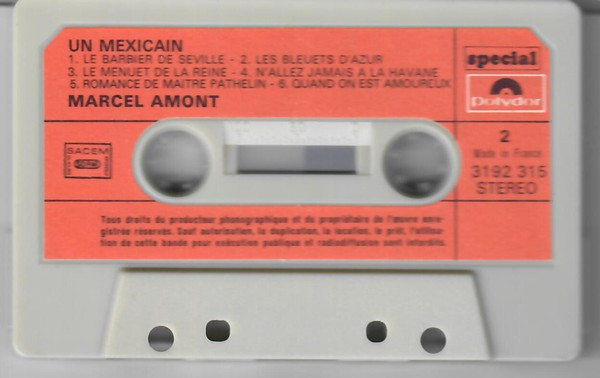 UN MEXICAIN
1. LE BARBIER DE SEVILLE - 2. LES BLEUETS D'AZUR
3. LE MENUET DE LA REINE - 4. N'ALLEZ JAMAIS A LA HAVANE
5. ROMANCE DE MAITRE PATHELIN - 6. QUAND ON EST AMOUREUX
MARCEL AMONT
special
Polydor
SACEM
2
Made in France
3192 315
STEREO
Tous droits du producteur phonographique et du propriétaire de l'œuvre enre-
gistrée réservés. Sauf autorisation, la duplication, la location, le prêt, l'utilisa-
tion de cette bande pour exécution publique et radiodiffusion sont interdits.